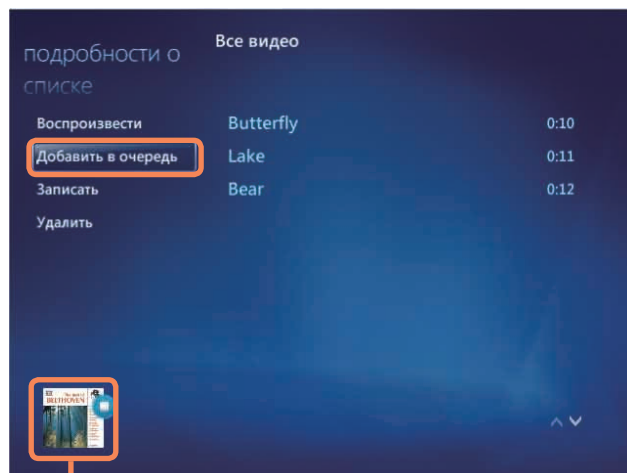 подробности о
списке
Все видео
Воспроизвести
Добавить в очередь
Записать
Удалить
Butterfly 0:10
Lake 0:11
Bear 0:12
BEETHOVEN